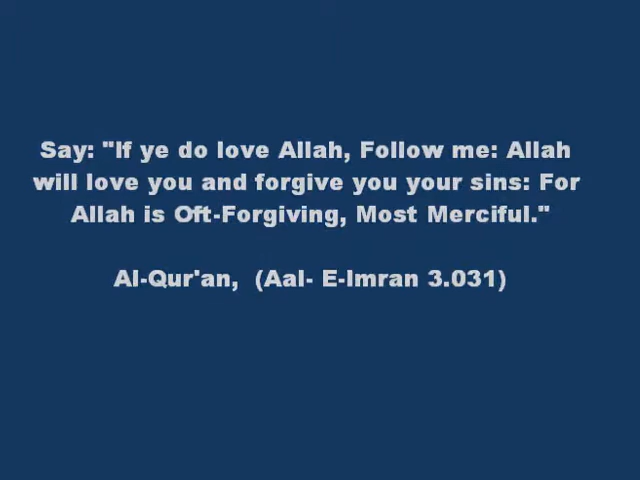 Say: "If ye do love Allah, Follow me: Allah
will love you and forgive you your sins: For
Allah is Oft-Forgiving, Most Merciful."
Al-Qur'an,  (Aal- E-Imran 3.031)